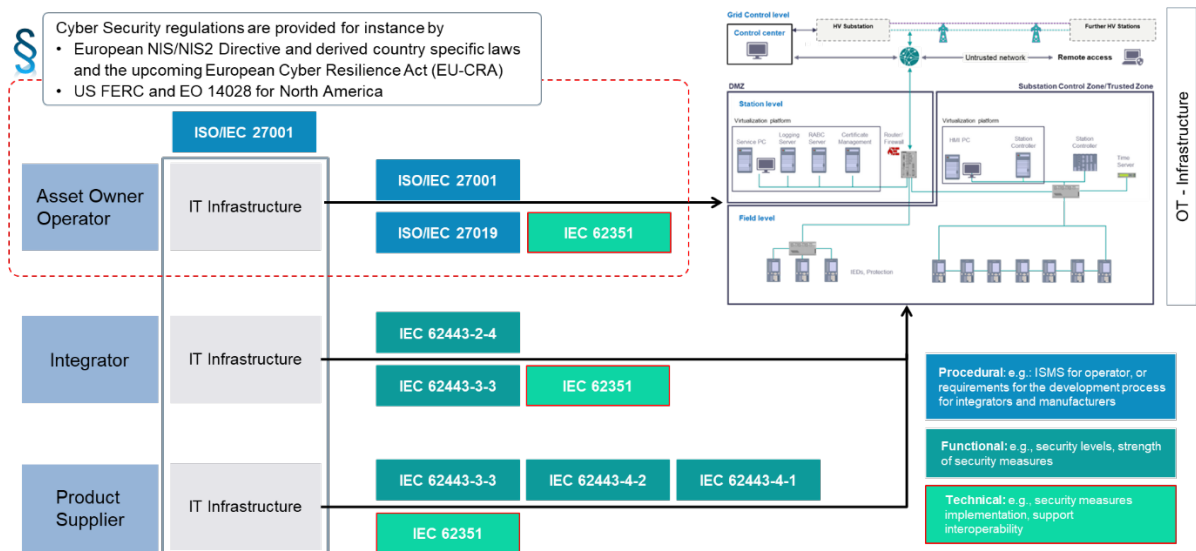 §
Cyber Security regulations are provided for instance by
• European NIS/NIS2 Directive and derived country specific laws
and the upcoming European Cyber Resilience Act (EU-CRA)
• US FERC and EO 14028 for North America
Grid Control level
Control center
HV Substation
Further HV Stations
Untrusted network
Remote access
DMZ
Substation Control Zone/Trusted Zone
Station level
Virtualization platform
Service PC
Logging
Server
RABC
Server
Certificate
Management
Router/
Firewall
Virtualization platform
HMI PC
Station
Controller
Station
Controller
Time
Server
Field level
IEDs, Protection
OT - Infrastructure
ISO/IEC 27001
Asset Owner
Operator
IT Infrastructure
ISO/IEC 27001
ISO/IEC 27019
IEC 62351
Integrator
IT Infrastructure
IEC 62443-2-4
IEC 62443-3-3
IEC 62351
Product
Supplier
IT Infrastructure
IEC 62443-3-3
IEC 62443-4-2
IEC 62443-4-1
IEC 62351
Procedural: e.g.: ISMS for operator, or
requirements for the development process
for integrators and manufacturers
Functional: e.g., security levels, strength
of security measures
Technical: e.g., security measures
implementation, support
interoperability